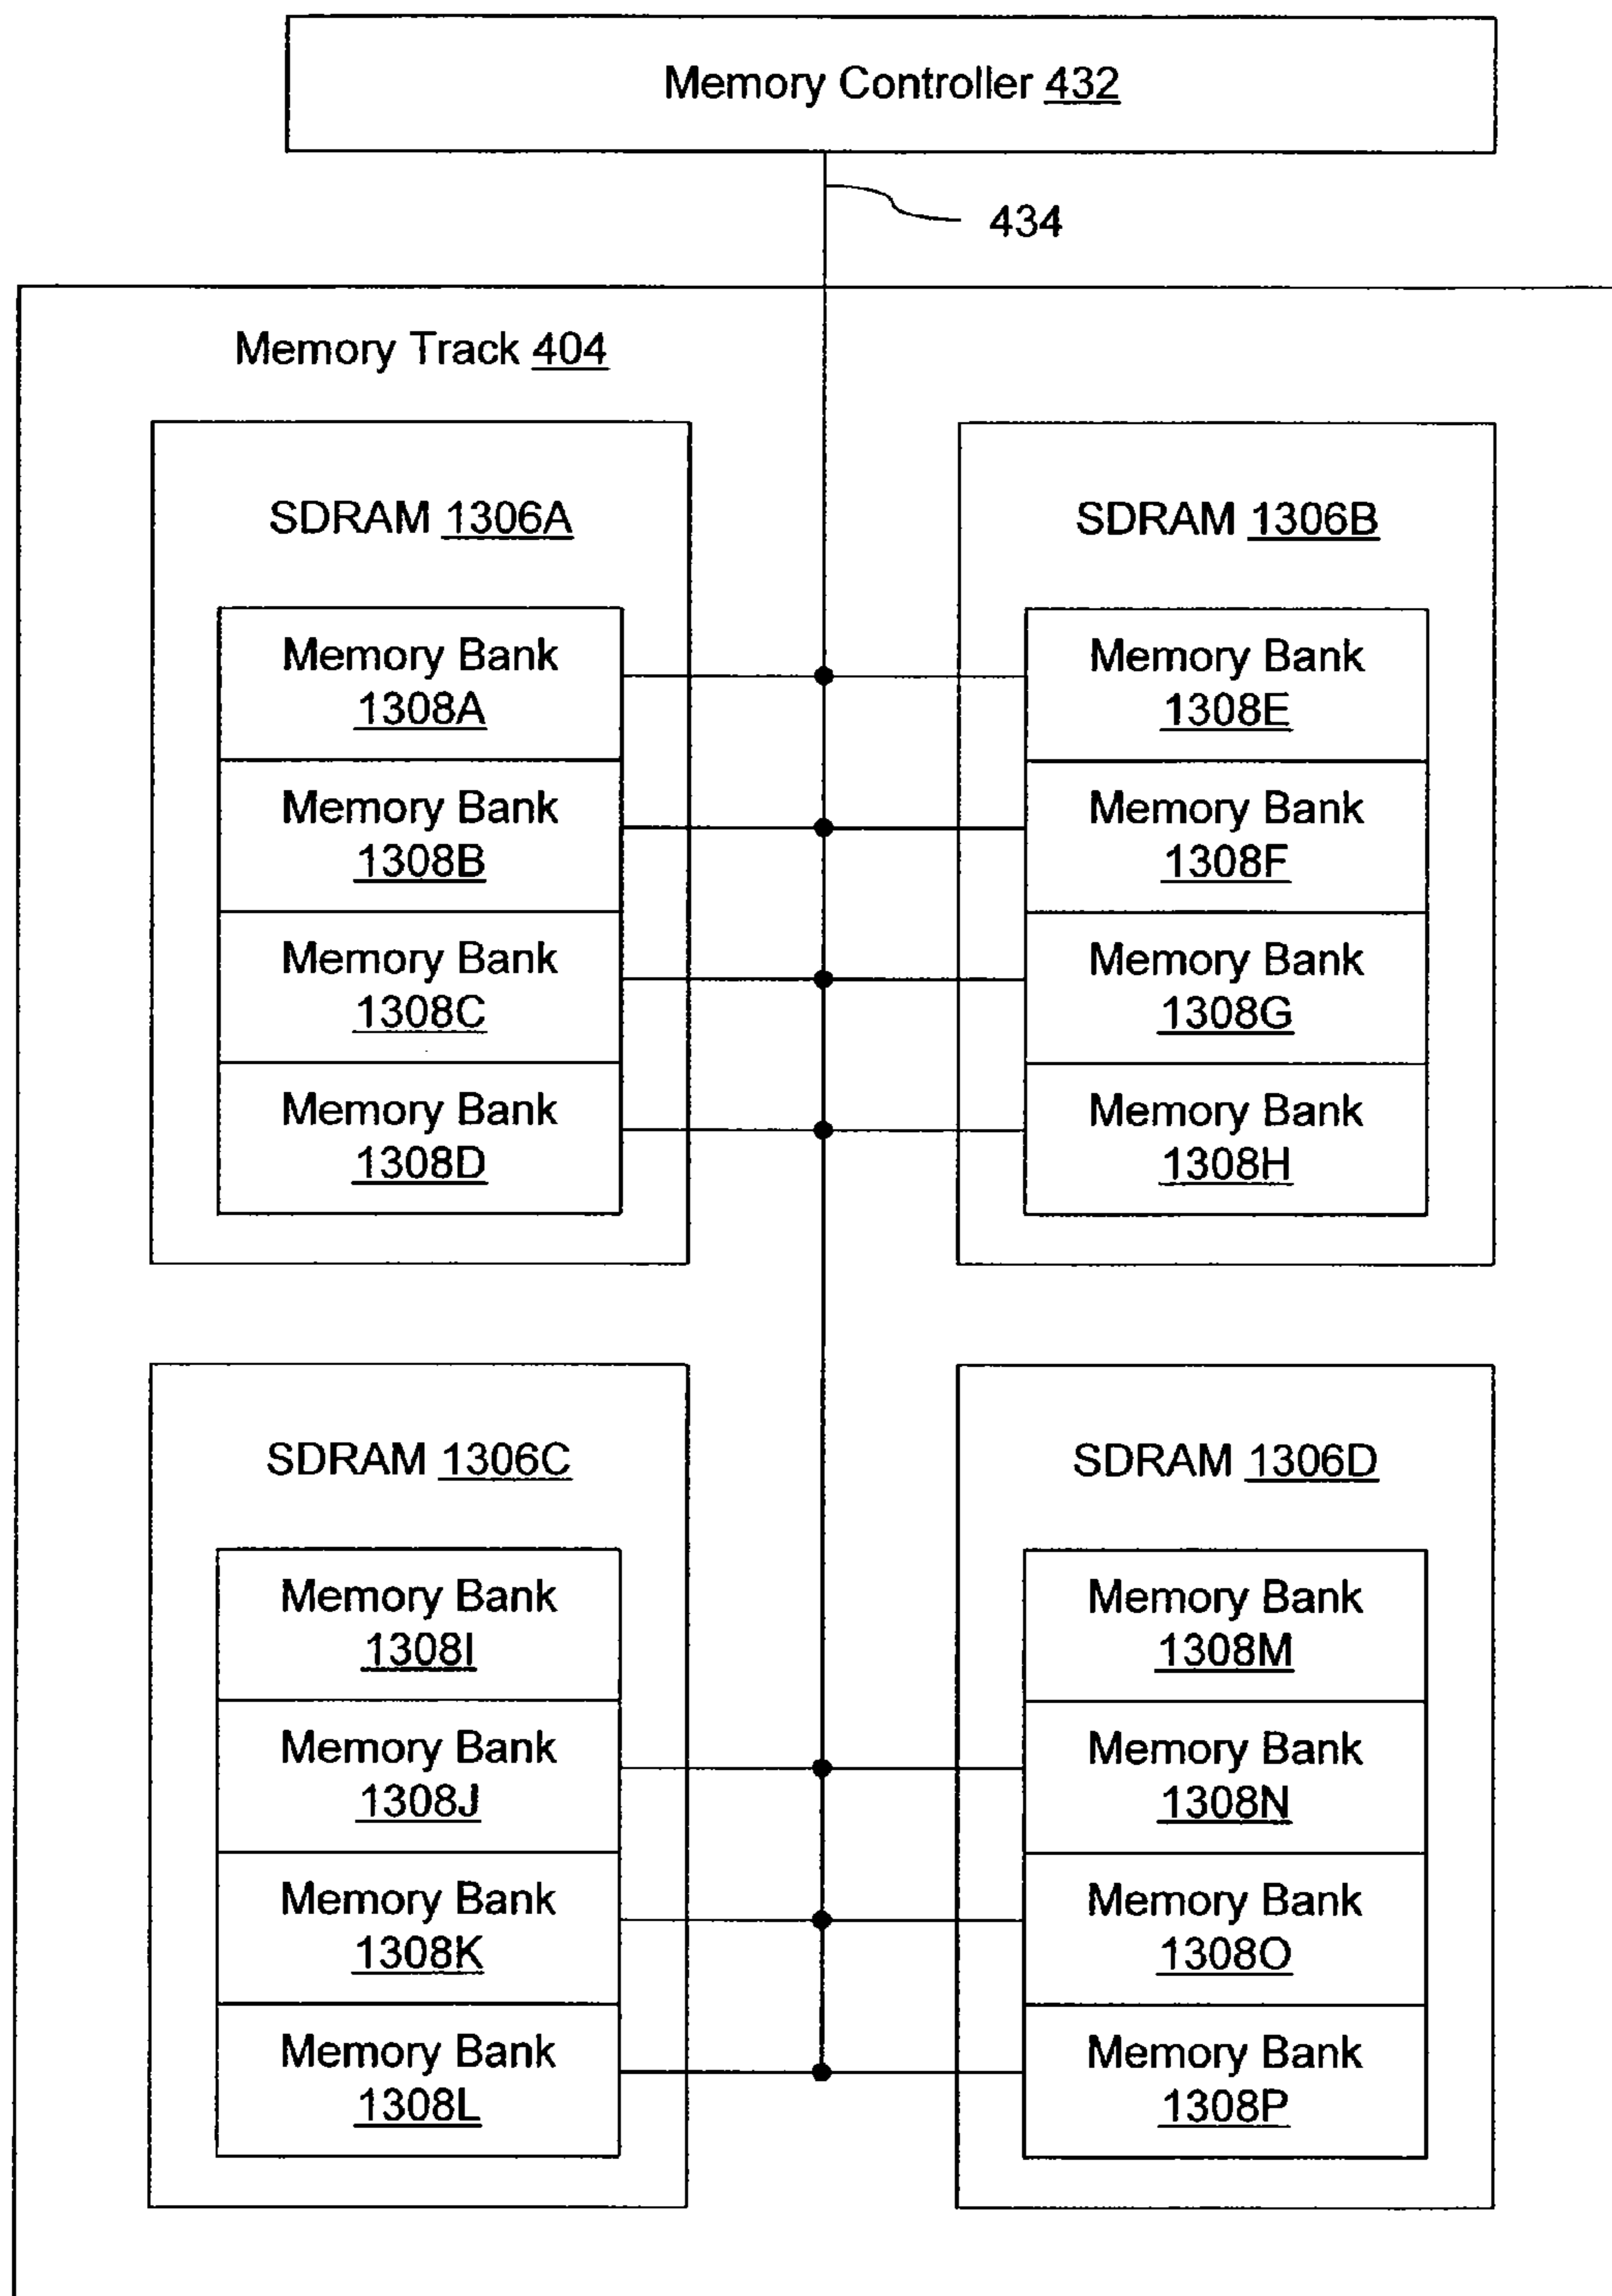 Memory Controller 432
434
Memory Track 404
SDRAM 1306A
Memory Bank
1308A
Memory Bank
1308B
Memory Bank
1308C
Memory Bank
1308D
SDRAM 1306B
Memory Bank
1308E
Memory Bank
1308F
Memory Bank
1308G
Memory Bank
1308H
SDRAM 1306C
Memory Bank
1308I
Memory Bank
1308J
Memory Bank
1308K
Memory Bank
1308L
SDRAM 1306D
Memory Bank
1308M
Memory Bank
1308N
Memory Bank
1308O
Memory Bank
1308P